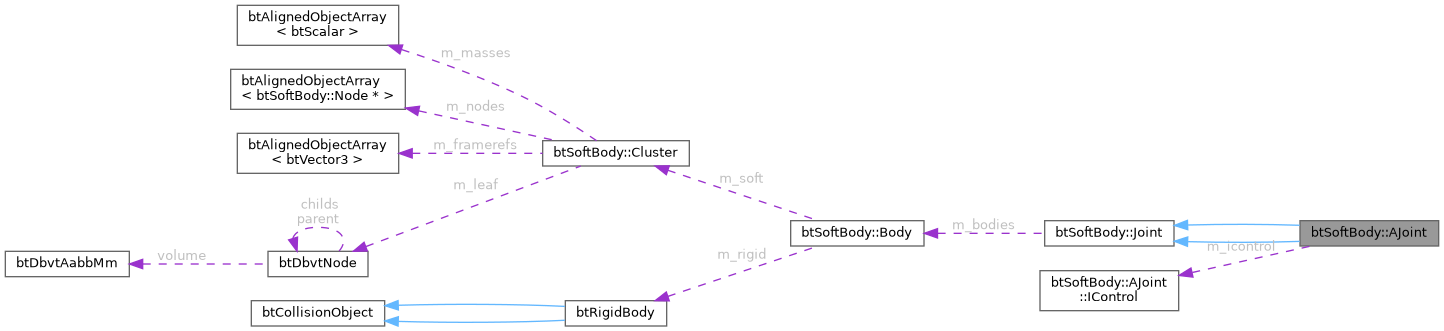 btAlignedObjectArray
< btScalar >
m_masses
btAlignedObjectArray
< btSoftBody::Node * >
m_nodes
btAlignedObjectArray
< btVector3 >
m_framerefs
btSoftBody::Cluster
m_leaf
m_soft
childs
parent
btSoftBody::Body
m_bodies
btSoftBody::Joint
btSoftBody::AJoint
m_icontrol
btDbvtAabbMm
volume
btDbvtNode
m_rigid
btSoftBody::AJoint
::IControl
btCollisionObject
btRigidBody